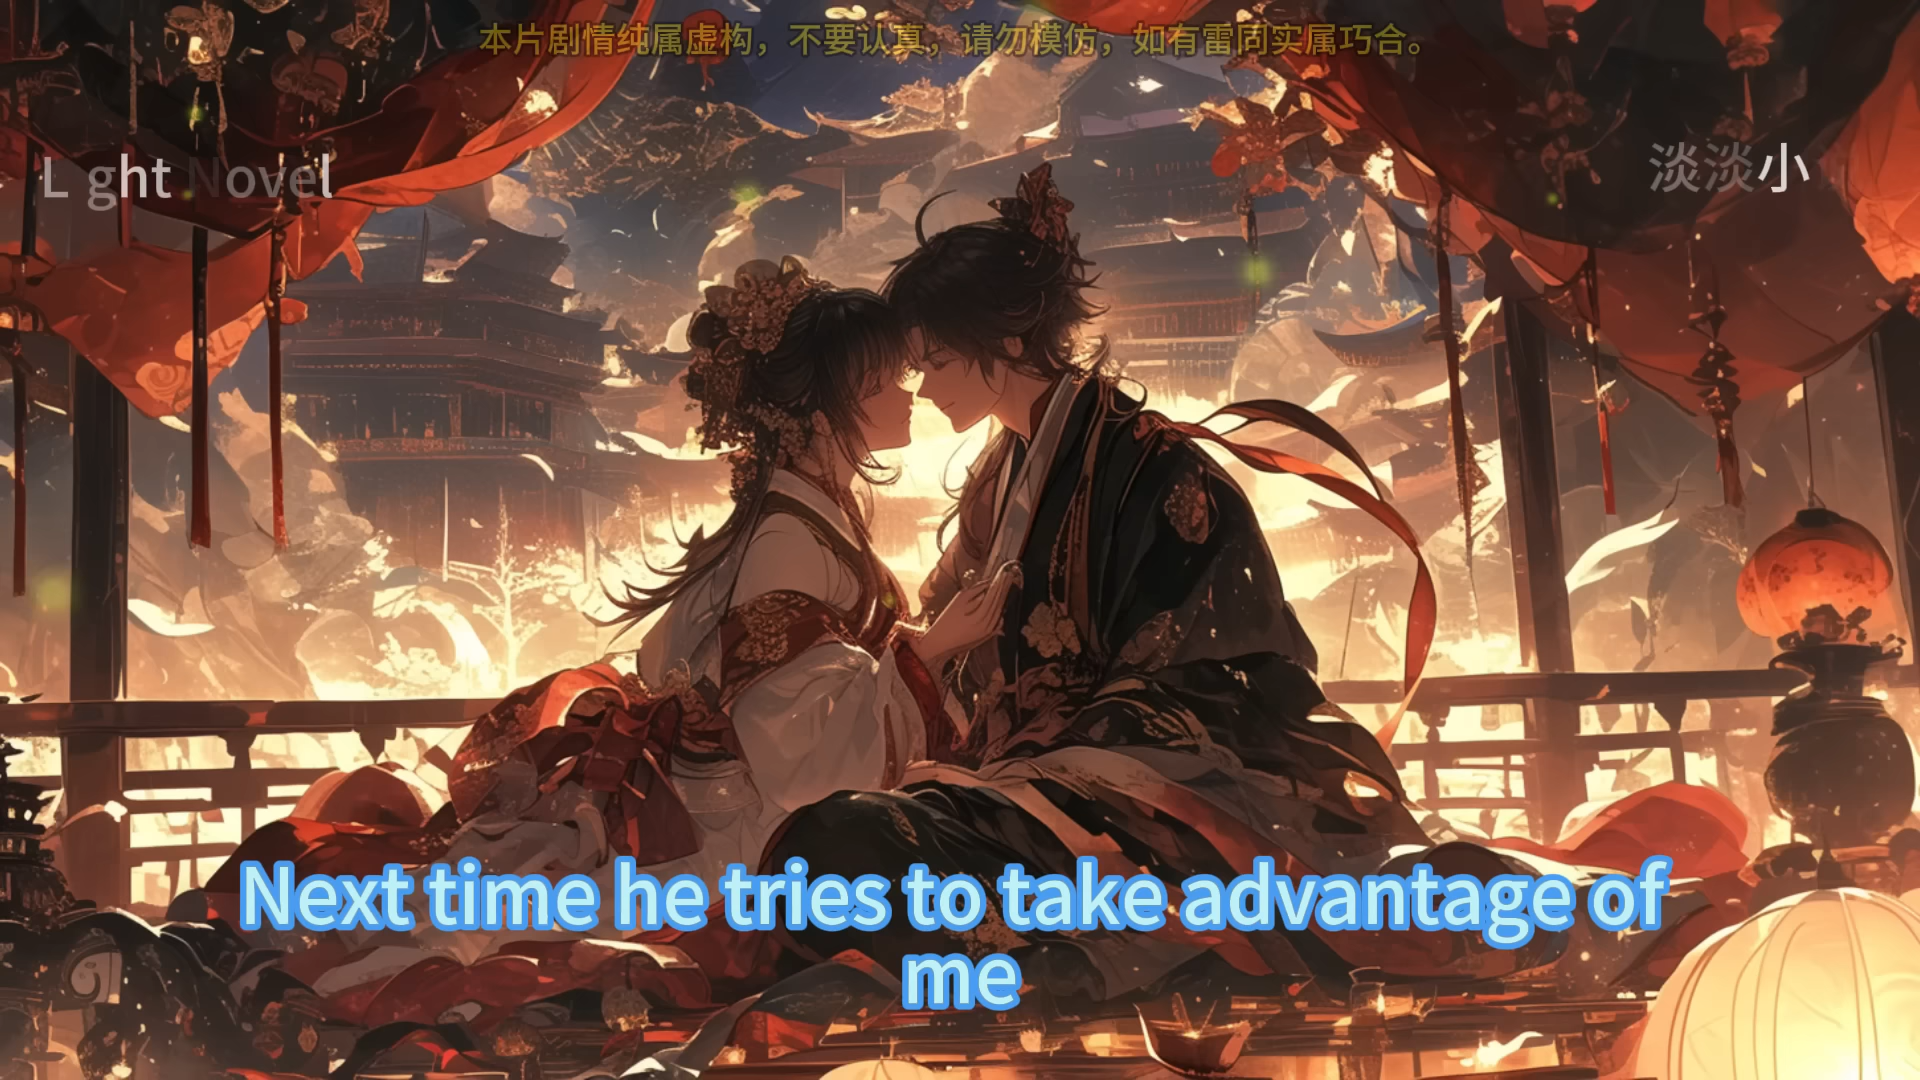 本片剧情纯属虚构，不要认真，请勿模仿，如有雷同实属巧合。
L ght Novel
淡淡小
Next time he tries to take advantage of
me